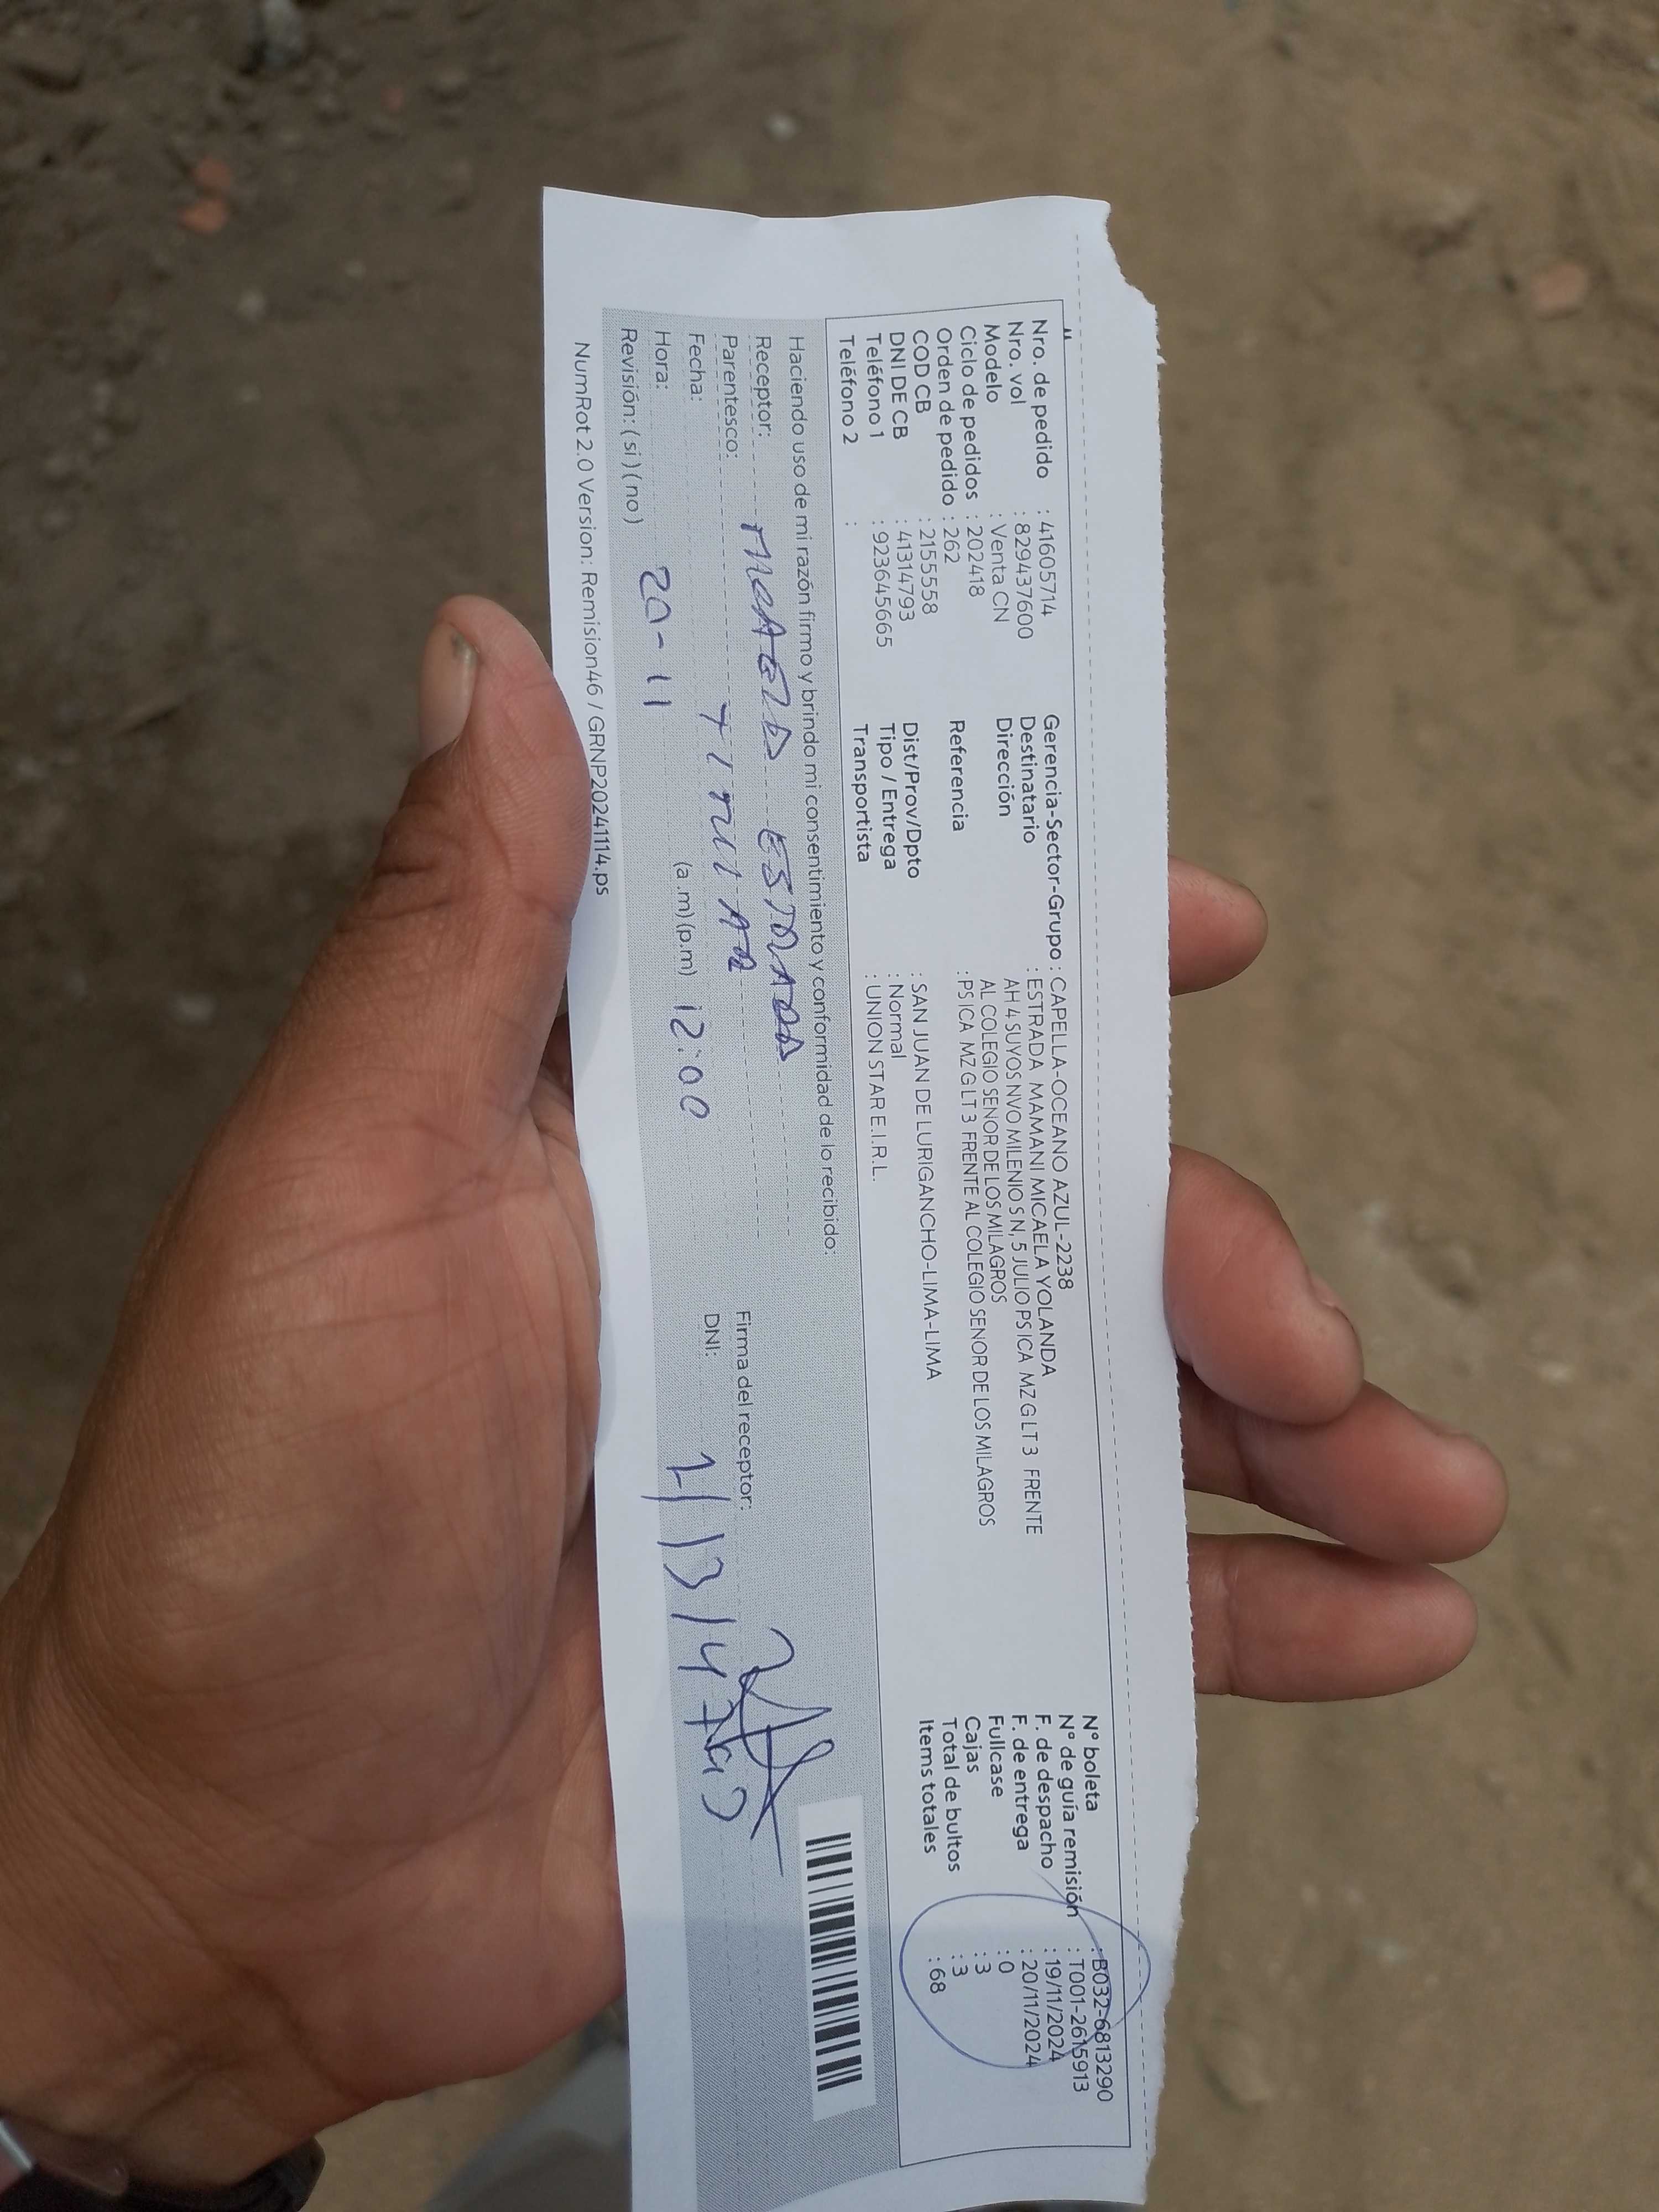 Nro. de pedido : 41605714
Nro. vol : 829437600
Modelo : Venta CN
Ciclo de pedidos : 202418
Orden de pedido : 262
COD CB : 2155558
DNI DE CB : 41314793
Teléfono 1 : 923645665
Teléfono 2 :
Gerencia-Sector-Grupo : CAPELLA-OCEANO AZUL-2238
Destinatario : ESTRADA MAMANI MICAELA YOLANDA
Dirección AH 4 SUYOS NVO MILENIO S N, 5 JULIO PS ICA MZ G LT 3 FRENTE
AL COLEGIO SENOR DE LOS MILAGROS
Referencia : PS ICA MZ G LT 3 FRENTE AL COLEGIO SENOR DE LOS MILAGROS
Dist/Prov/Dpto : SAN JUAN DE LURIGANCHO-LIMA-LIMA
Tipo / Entrega : Normal
Transportista : UNION STAR E.I.R.L.
N° boleta : B032-6813290
N° de guía remisión : T001-2615913
F. de despacho : 19/11/2024
F. de entrega : 20/11/2024
Fullcase : 0
Cajas : 3
Total de bultos : 3
Items totales : 68
Haciendo uso de mi razón firmo y brindo mi consentimiento y conformidad de lo recibido:
Receptor: ESTRADA
Parentesco: TITULAR
Fecha:
Hora: 20-11 (a.m) (p.m) 12:00
Revisión: ( si ) ( no )
Firma del receptor:
DNI:
NumRot 2.0 Version: Remision46 / GRNP20241114.ps